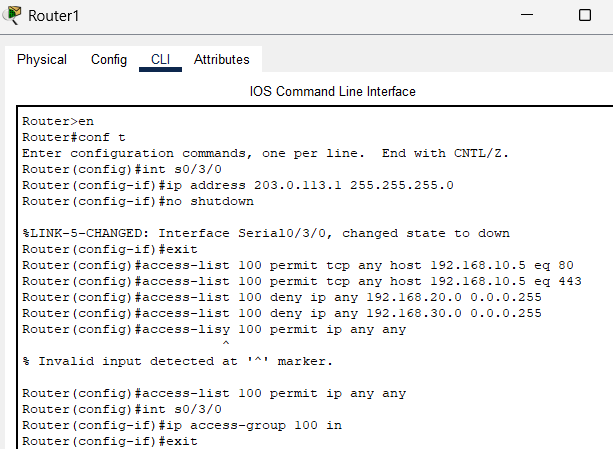 Router1
Physical Config CLI Attributes
IOS Command Line Interface
Router>en
Router#conf t
Enter configuration commands, one per line.  End with CNTL/Z.
Router(config)#int s0/3/0
Router(config-if)#ip address 203.0.113.1 255.255.255.0
Router(config-if)#no shutdown
%LINK-5-CHANGED: Interface Serial0/3/0, changed state to down
Router(config-if)#exit
Router(config)#access-list 100 permit tcp any host 192.168.10.5 eq 80
Router(config)#access-list 100 permit tcp any host 192.168.10.5 eq 443
Router(config)#access-list 100 deny ip any 192.168.20.0 0.0.0.255
Router(config)#access-list 100 deny ip any 192.168.30.0 0.0.0.255
Router(config)#access-lisy 100 permit ip any any
^
% Invalid input detected at '^' marker.
Router(config)#access-list 100 permit ip any any
Router(config)#int s0/3/0
Router(config-if)#ip access-group 100 in
Router(config-if)#exit